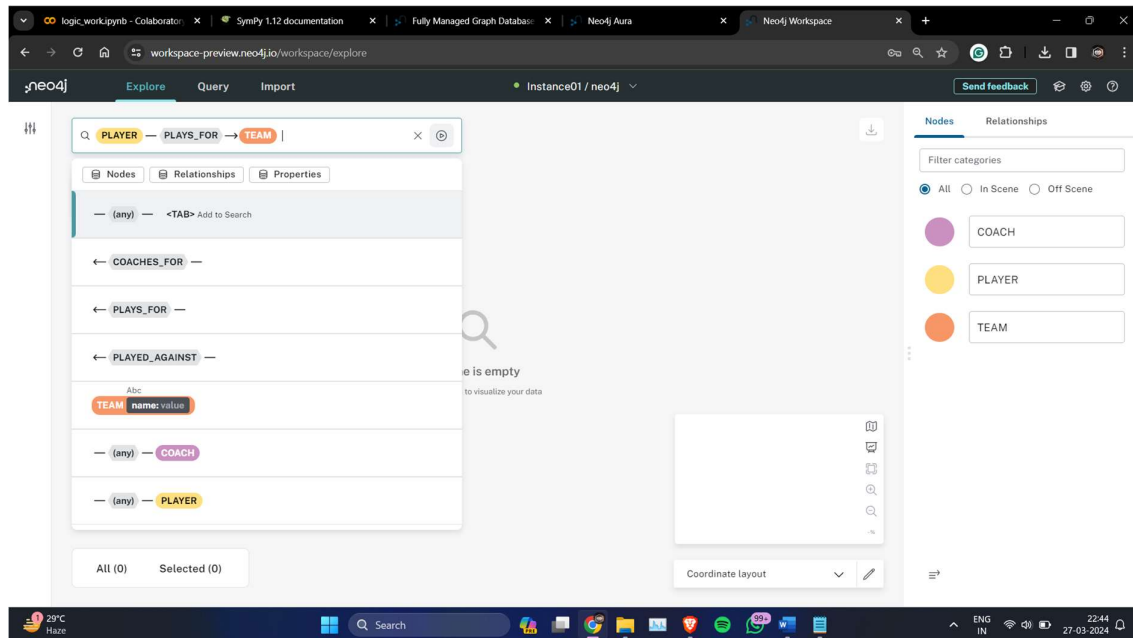 logic_work.ipynb - Colaboratory
SymPy 1.12 documentation
Fully Managed Graph Database
Neo4j Aura
Neo4j Workspace
workspace-preview.neo4j.io/workspace/explore
neo4j
Explore Query Import
Instance01 / neo4j
Send feedback
PLAYER — PLAYS_FOR → TEAM
Nodes Relationships Properties
— (any) — <TAB> Add to Search
← COACHES_FOR —
← PLAYS_FOR —
← PLAYED_AGAINST —
Abc
TEAM name: value
— (any) — COACH
— (any) — PLAYER
e is empty
to visualize your data
All (0) Selected (0)
Coordinate layout
Nodes Relationships
Filter categories
All In Scene Off Scene
COACH
PLAYER
TEAM
1
29°C
Haze
Search
PRE
99+
ENG
IN
22:44
27-03-2024